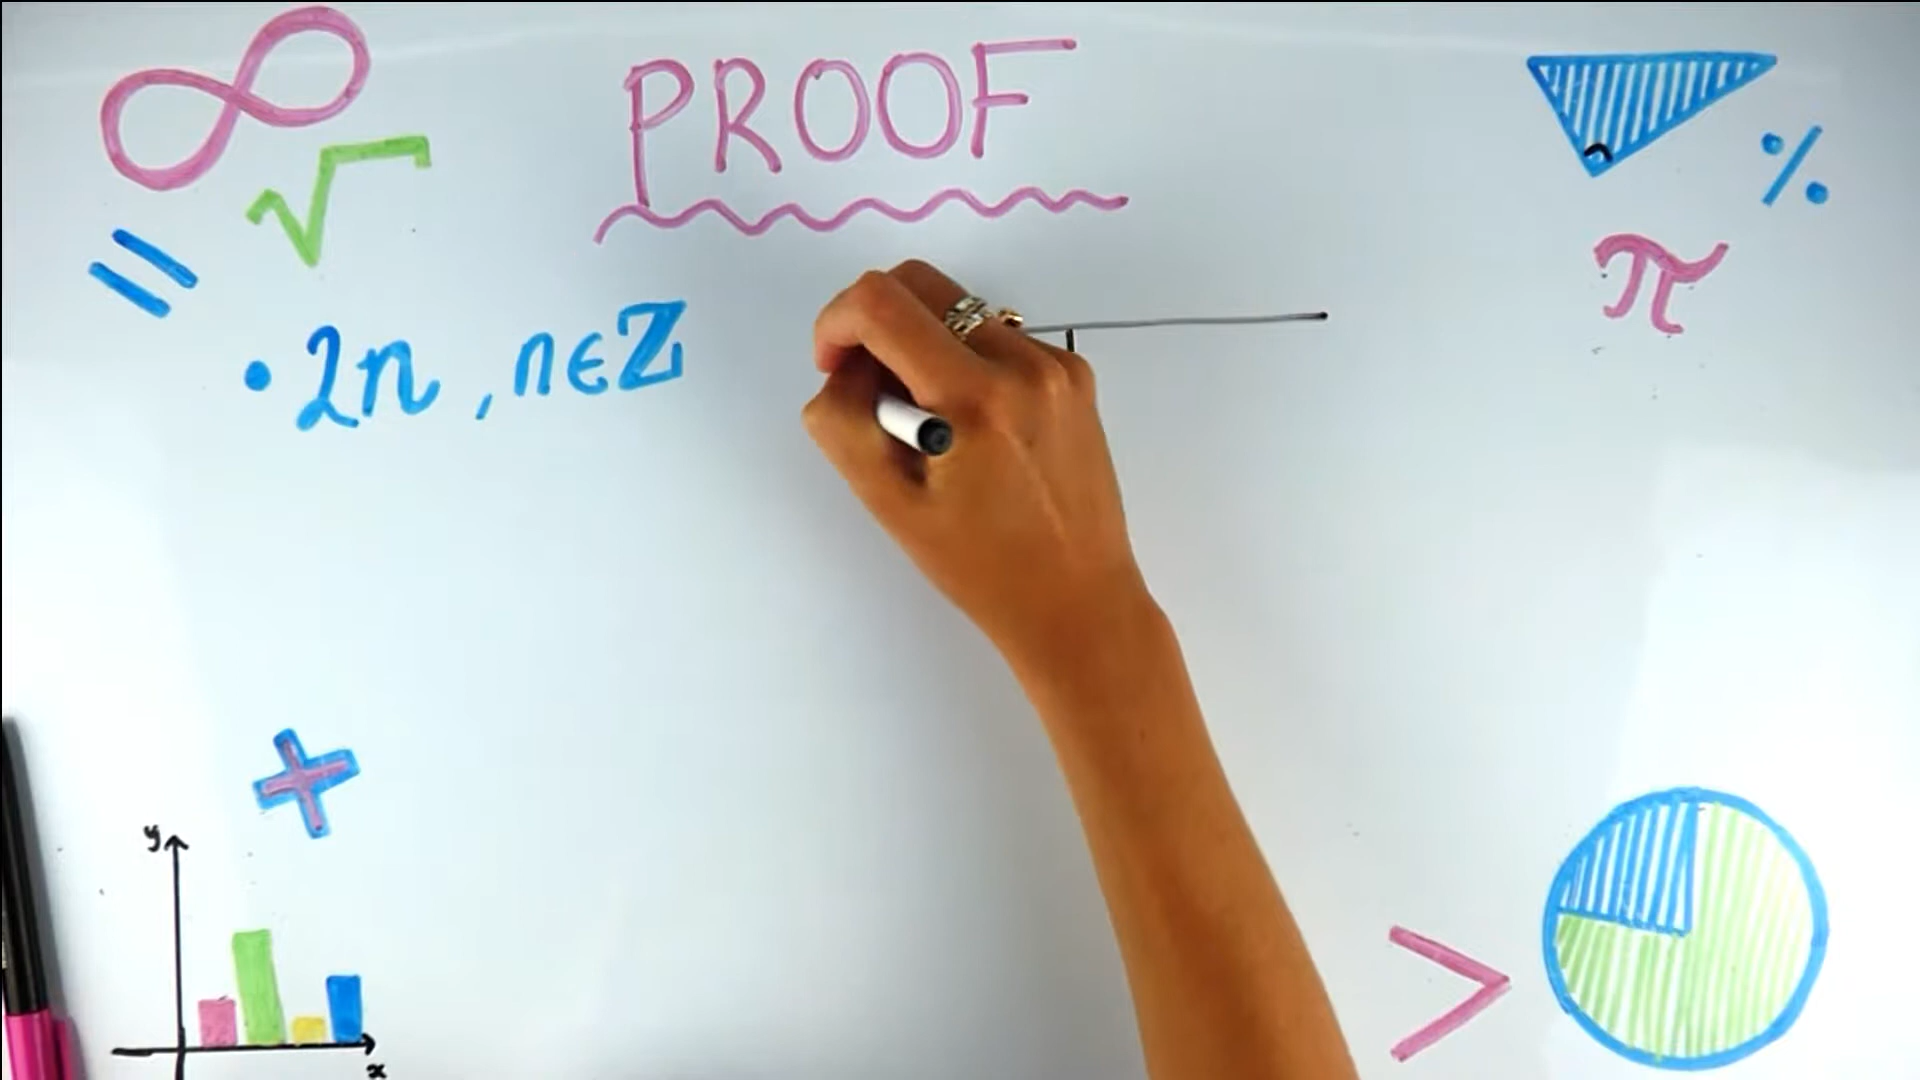 ∞
PROOF
√
=
%
π
• 2n , n∈ℤ
+
y
x
>